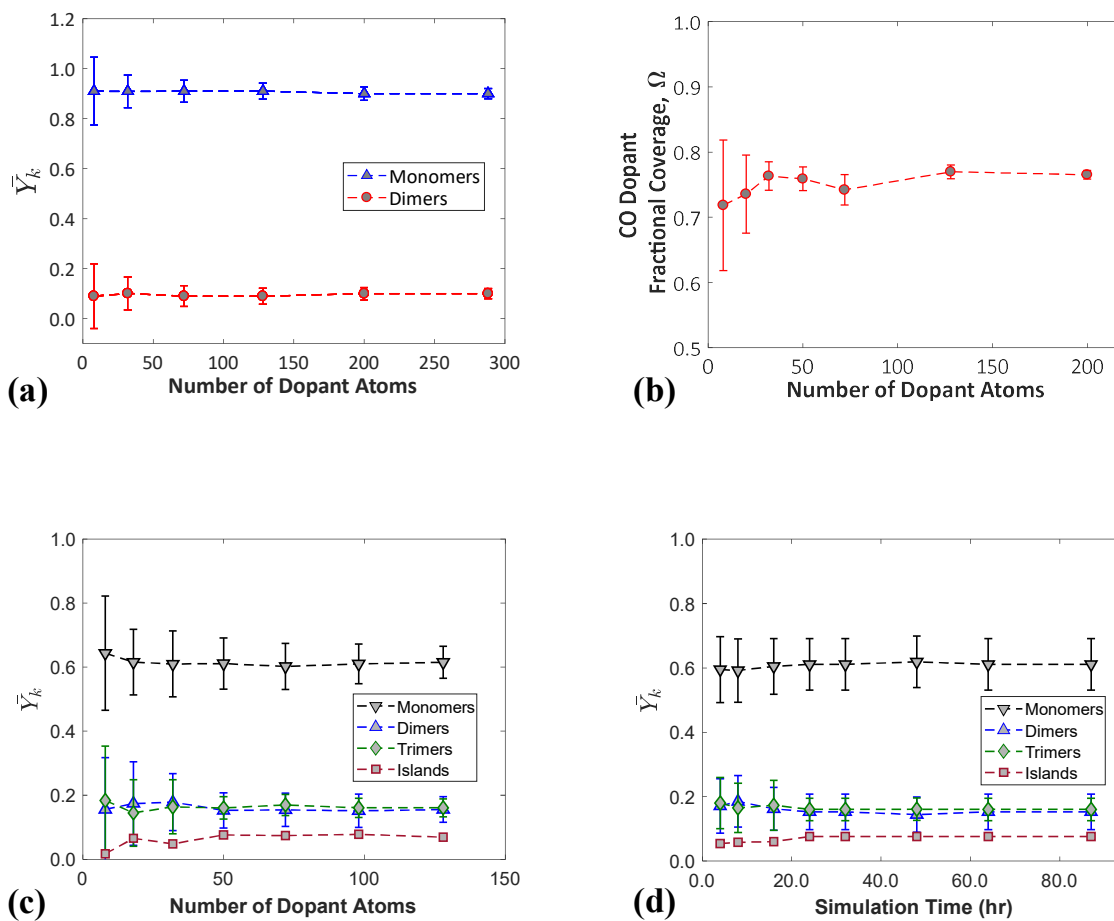 1.2
1.0
0.8
0.6
0.4
0.2
0.0
Ȳk
Monomers
Dimers
0 50 100 150 200 250 300
Number of Dopant Atoms
(a)
1.0
0.9
0.8
0.7
0.6
0.5
CO Dopant
Fractional Coverage, Ω
0 50 100 150 200
Number of Dopant Atoms
(b)
1.0
0.8
0.6
0.4
0.2
0.0
Ȳk
Monomers
Dimers
Trimers
Islands
0 50 100 150
Number of Dopant Atoms
(c)
1.0
0.8
0.6
0.4
0.2
0.0
Ȳk
Monomers
Dimers
Trimers
Islands
0.0 20.0 40.0 60.0 80.0
Simulation Time (hr)
(d)